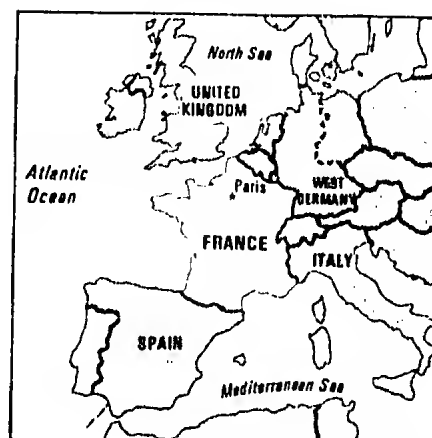 North Sea
UNITED
KINGDOM
Atlantic
Ocean
Paris
WEST
GERMANY
FRANCE
ITALY
SPAIN
Mediterranean Sea